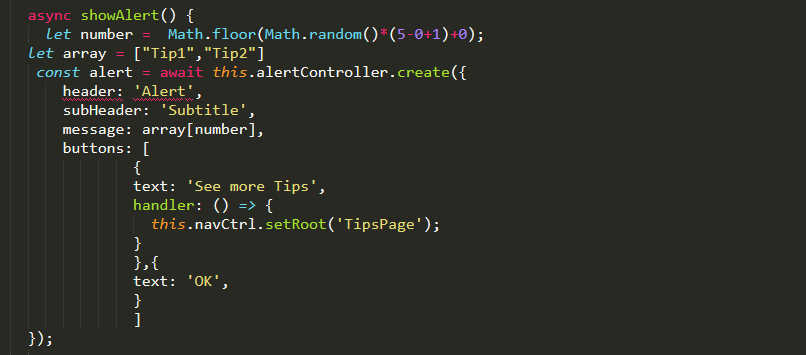 async showAlert() {
let number =  Math.floor(Math.random()*(5-0+1)+0);
let array = ["Tip1","Tip2"]
const alert = await this.alertController.create({
header: 'Alert',
subHeader: 'Subtitle',
message: array[number],
buttons: [
{
text: 'See more Tips',
handler: () => {
this.navCtrl.setRoot('TipsPage');
}
},{
text: 'OK',
}
]
});